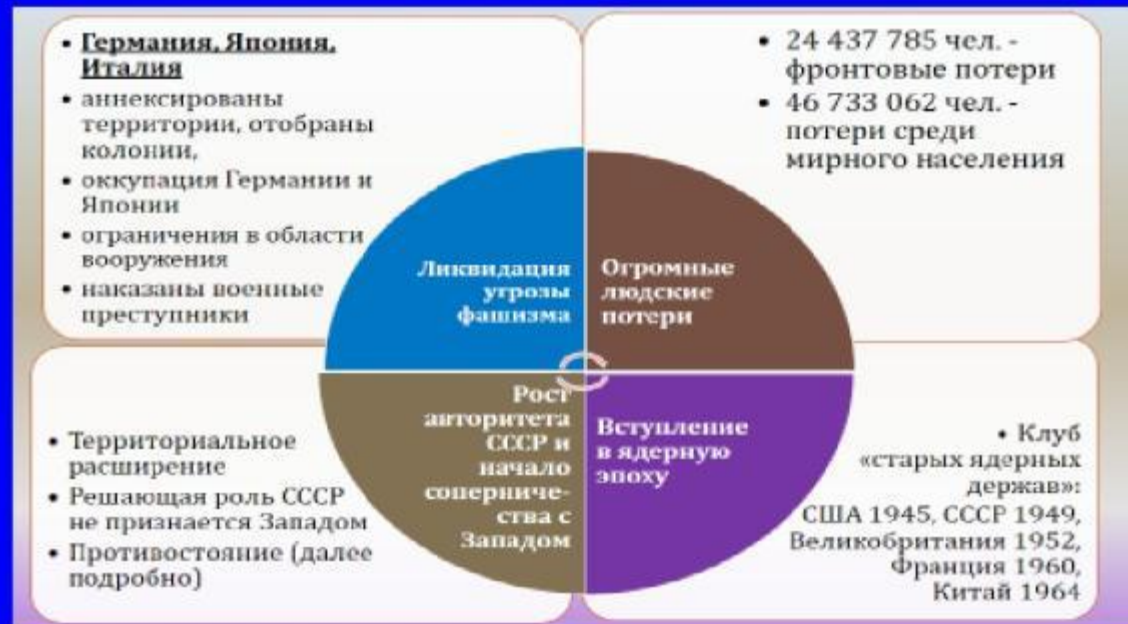 • Германия, Япония,
Италия
• аннексированы
территории, отобраны
колонии,
• оккупация Германии и
Японии
• ограничения в области
вооружения
• наказаны военные
преступники
• 24 437 785 чел. -
фронтовые потери
• 46 733 062 чел. -
потери среди
мирного населения
Ликвидация
угрозы
фашизма
Огромные
людские
потери
Рост
авторитета
СССР и
начало
соперниче-
ства с
Западом
Вступление
в ядерную
эпоху
• Территориальное
расширение
• Решающая роль СССР
не признается Западом
• Противостояние (далее
подробно)
• Клуб
«старых ядерных
держав»:
США 1945, СССР 1949,
Великобритания 1952,
Франция 1960,
Китай 1964